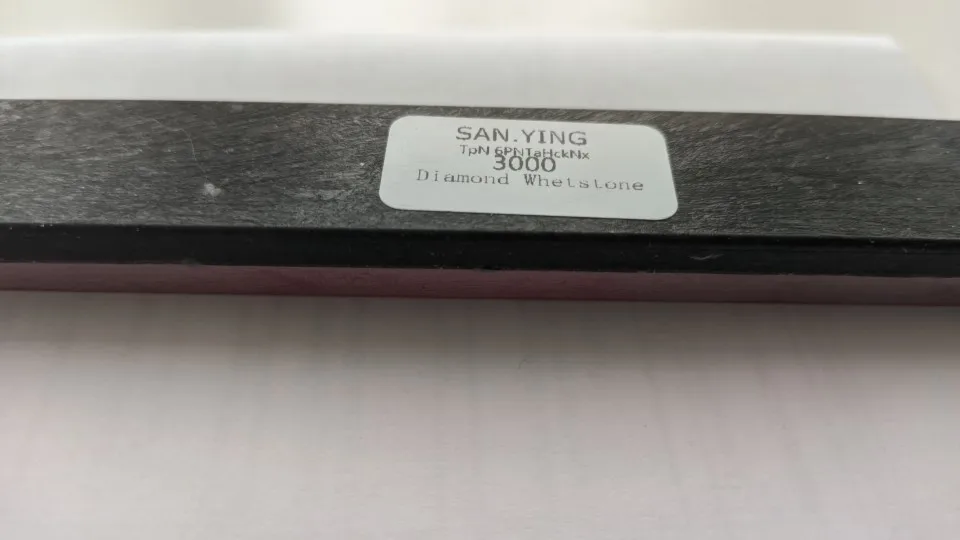 SAN.YING
TpN 6PNTaHckNx
3000
Diamond Whetstone